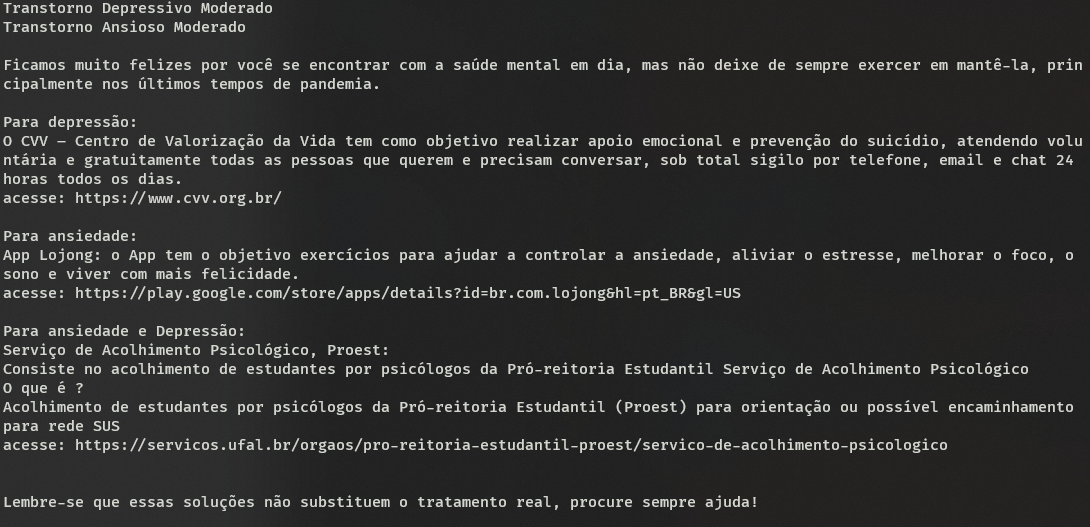 Transtorno Depressivo Moderado
Transtorno Ansioso Moderado
Ficamos muito felizes por você se encontrar com a saúde mental em dia, mas não deixe de sempre exercer em mantê-la, prin
cipalmente nos últimos tempos de pandemia.
Para depressão:
O CVV – Centro de Valorização da Vida tem como objetivo realizar apoio emocional e prevenção do suicídio, atendendo volu
ntária e gratuitamente todas as pessoas que querem e precisam conversar, sob total sigilo por telefone, email e chat 24
horas todos os dias.
acesse: https://www.cvv.org.br/
Para ansiedade:
App Lojong: o App tem o objetivo exercícios para ajudar a controlar a ansiedade, aliviar o estresse, melhorar o foco, o
sono e viver com mais felicidade.
acesse: https://play.google.com/store/apps/details?id=br.com.lojong&hl=pt_BR&gl=US
Para ansiedade e Depressão:
Serviço de Acolhimento Psicológico, Proest:
Consiste no acolhimento de estudantes por psicólogos da Pró-reitoria Estudantil Serviço de Acolhimento Psicológico
O que é ?
Acolhimento de estudantes por psicólogos da Pró-reitoria Estudantil (Proest) para orientação ou possível encaminhamento
para rede SUS
acesse: https://servicos.ufal.br/orgaos/pro-reitoria-estudantil-proest/servico-de-acolhimento-psicologico
Lembre-se que essas soluções não substituem o tratamento real, procure sempre ajuda!